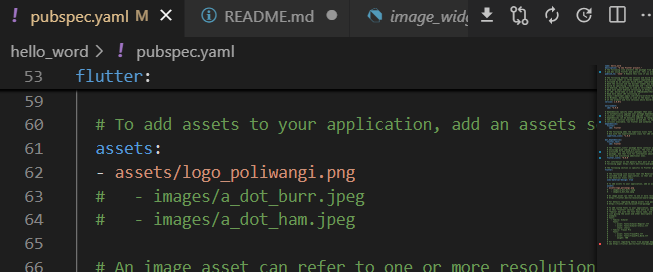 ! pubspec.yaml M README.md image_wid
hello_word > ! pubspec.yaml
53 flutter:
59
60 # To add assets to your application, add an assets s
61 assets:
62 - assets/logo_poliwangi.png
63 #   - images/a_dot_burr.jpeg
64 #   - images/a_dot_ham.jpeg
65
66 # An image asset can refer to one or more resolution